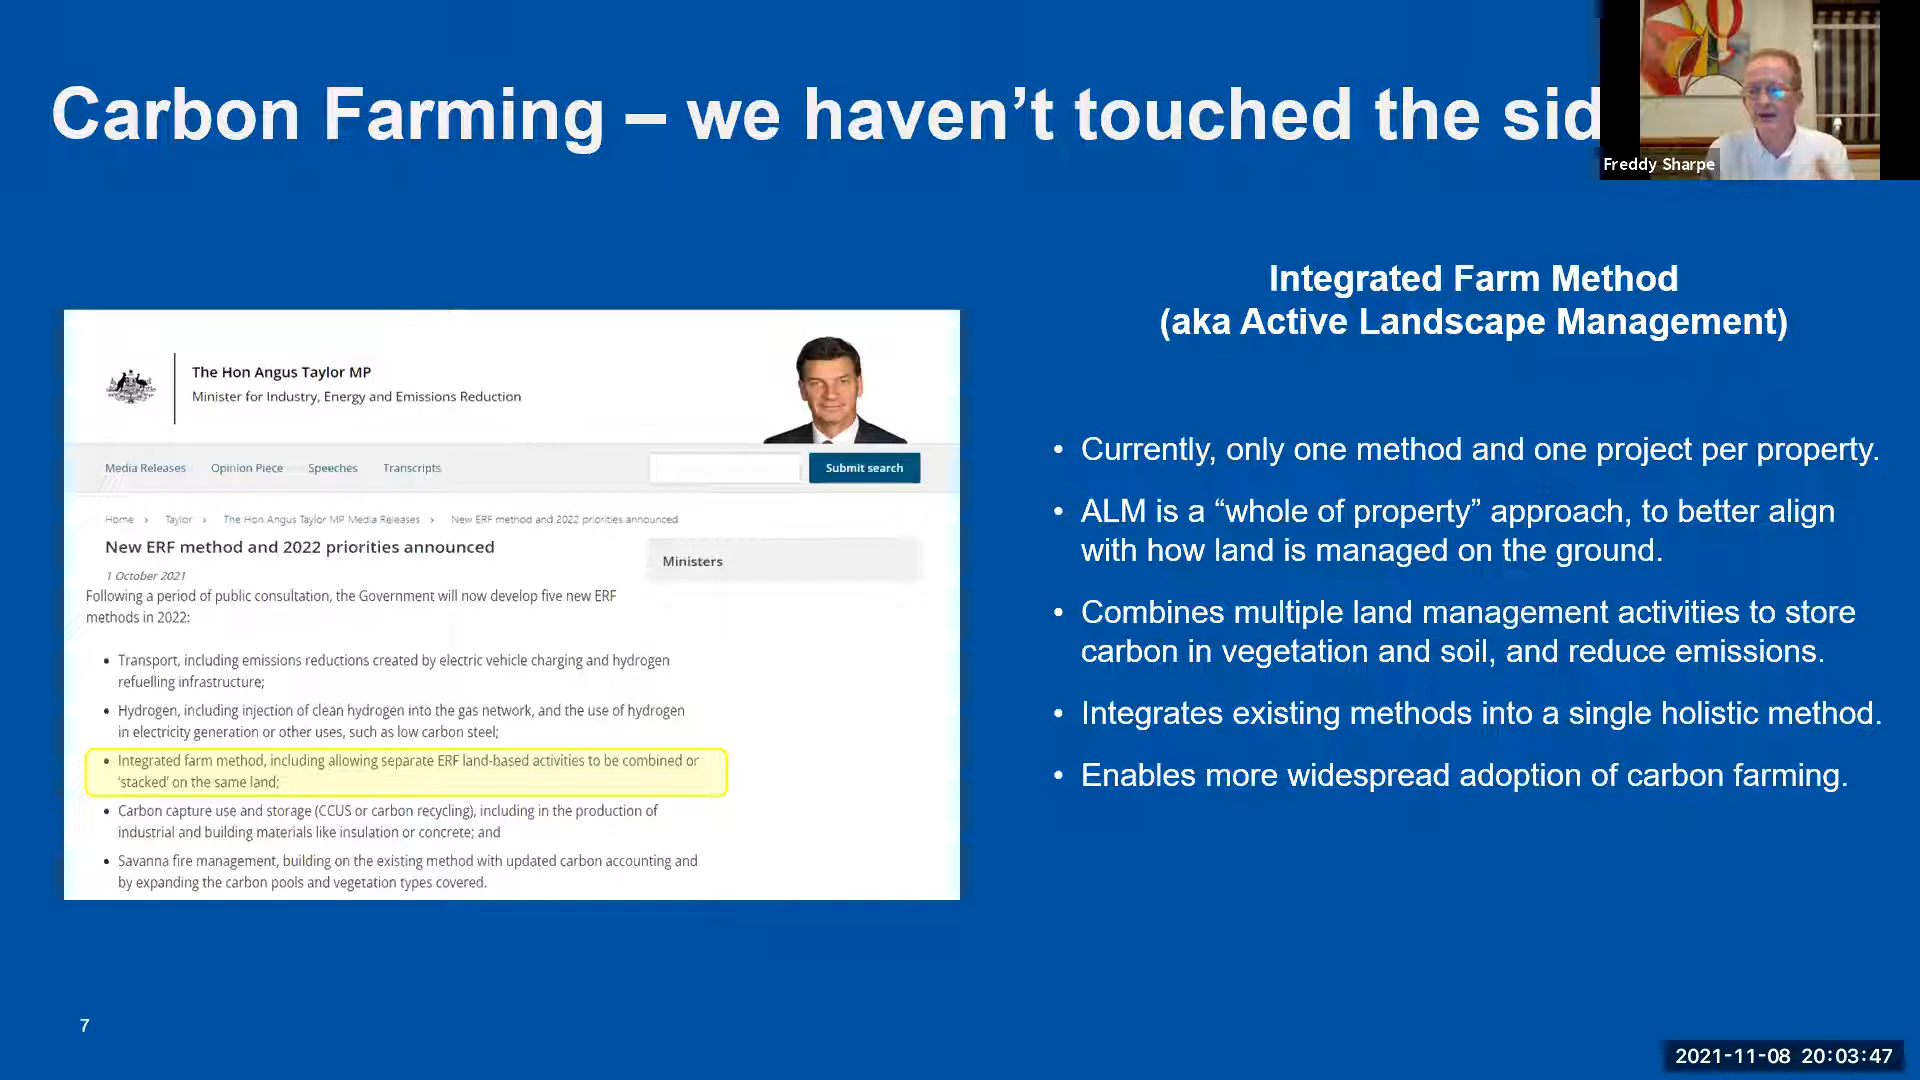 Carbon Farming – we haven’t touched the sid
Freddy Sharpe
The Hon Angus Taylor MP
Minister for Industry, Energy and Emissions Reduction
Media Releases Opinion Piece Speeches Transcripts
Submit search
Home > Taylor > The Hon Angus Taylor MP Media Releases > New ERF method and 2022 priorities announced
New ERF method and 2022 priorities announced
Ministers
1 October 2021
Following a period of public consultation, the Government will now develop five new ERF
methods in 2022:
• Transport, including emissions reductions created by electric vehicle charging and hydrogen
refuelling infrastructure;
• Hydrogen, including injection of clean hydrogen into the gas network, and the use of hydrogen
in electricity generation or other uses, such as low carbon steel;
• Integrated farm method, including allowing separate ERF land-based activities to be combined or
‘stacked’ on the same land;
• Carbon capture use and storage (CCUS or carbon recycling), including in the production of
industrial and building materials like insulation or concrete; and
• Savanna fire management, building on the existing method with updated carbon accounting and
by expanding the carbon pools and vegetation types covered.
Integrated Farm Method
(aka Active Landscape Management)
• Currently, only one method and one project per property.
• ALM is a “whole of property” approach, to better align
with how land is managed on the ground.
• Combines multiple land management activities to store
carbon in vegetation and soil, and reduce emissions.
• Integrates existing methods into a single holistic method.
• Enables more widespread adoption of carbon farming.
7
2021-11-08 20:03:47